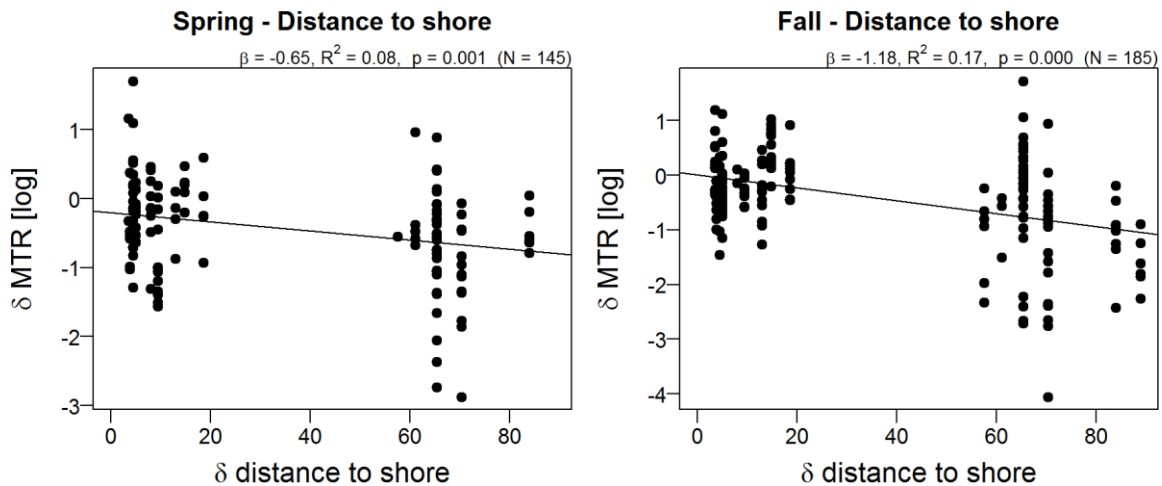 Spring - Distance to shore
β = -0.65, R² = 0.08, p = 0.001 (N = 145)
1
0
-1
-2
-3
δ MTR [log]
0 20 40 60 80
δ distance to shore
Fall - Distance to shore
β = -1.18, R² = 0.17, p = 0.000 (N = 185)
1
0
-1
-2
-3
-4
δ MTR [log]
0 20 40 60 80
δ distance to shore